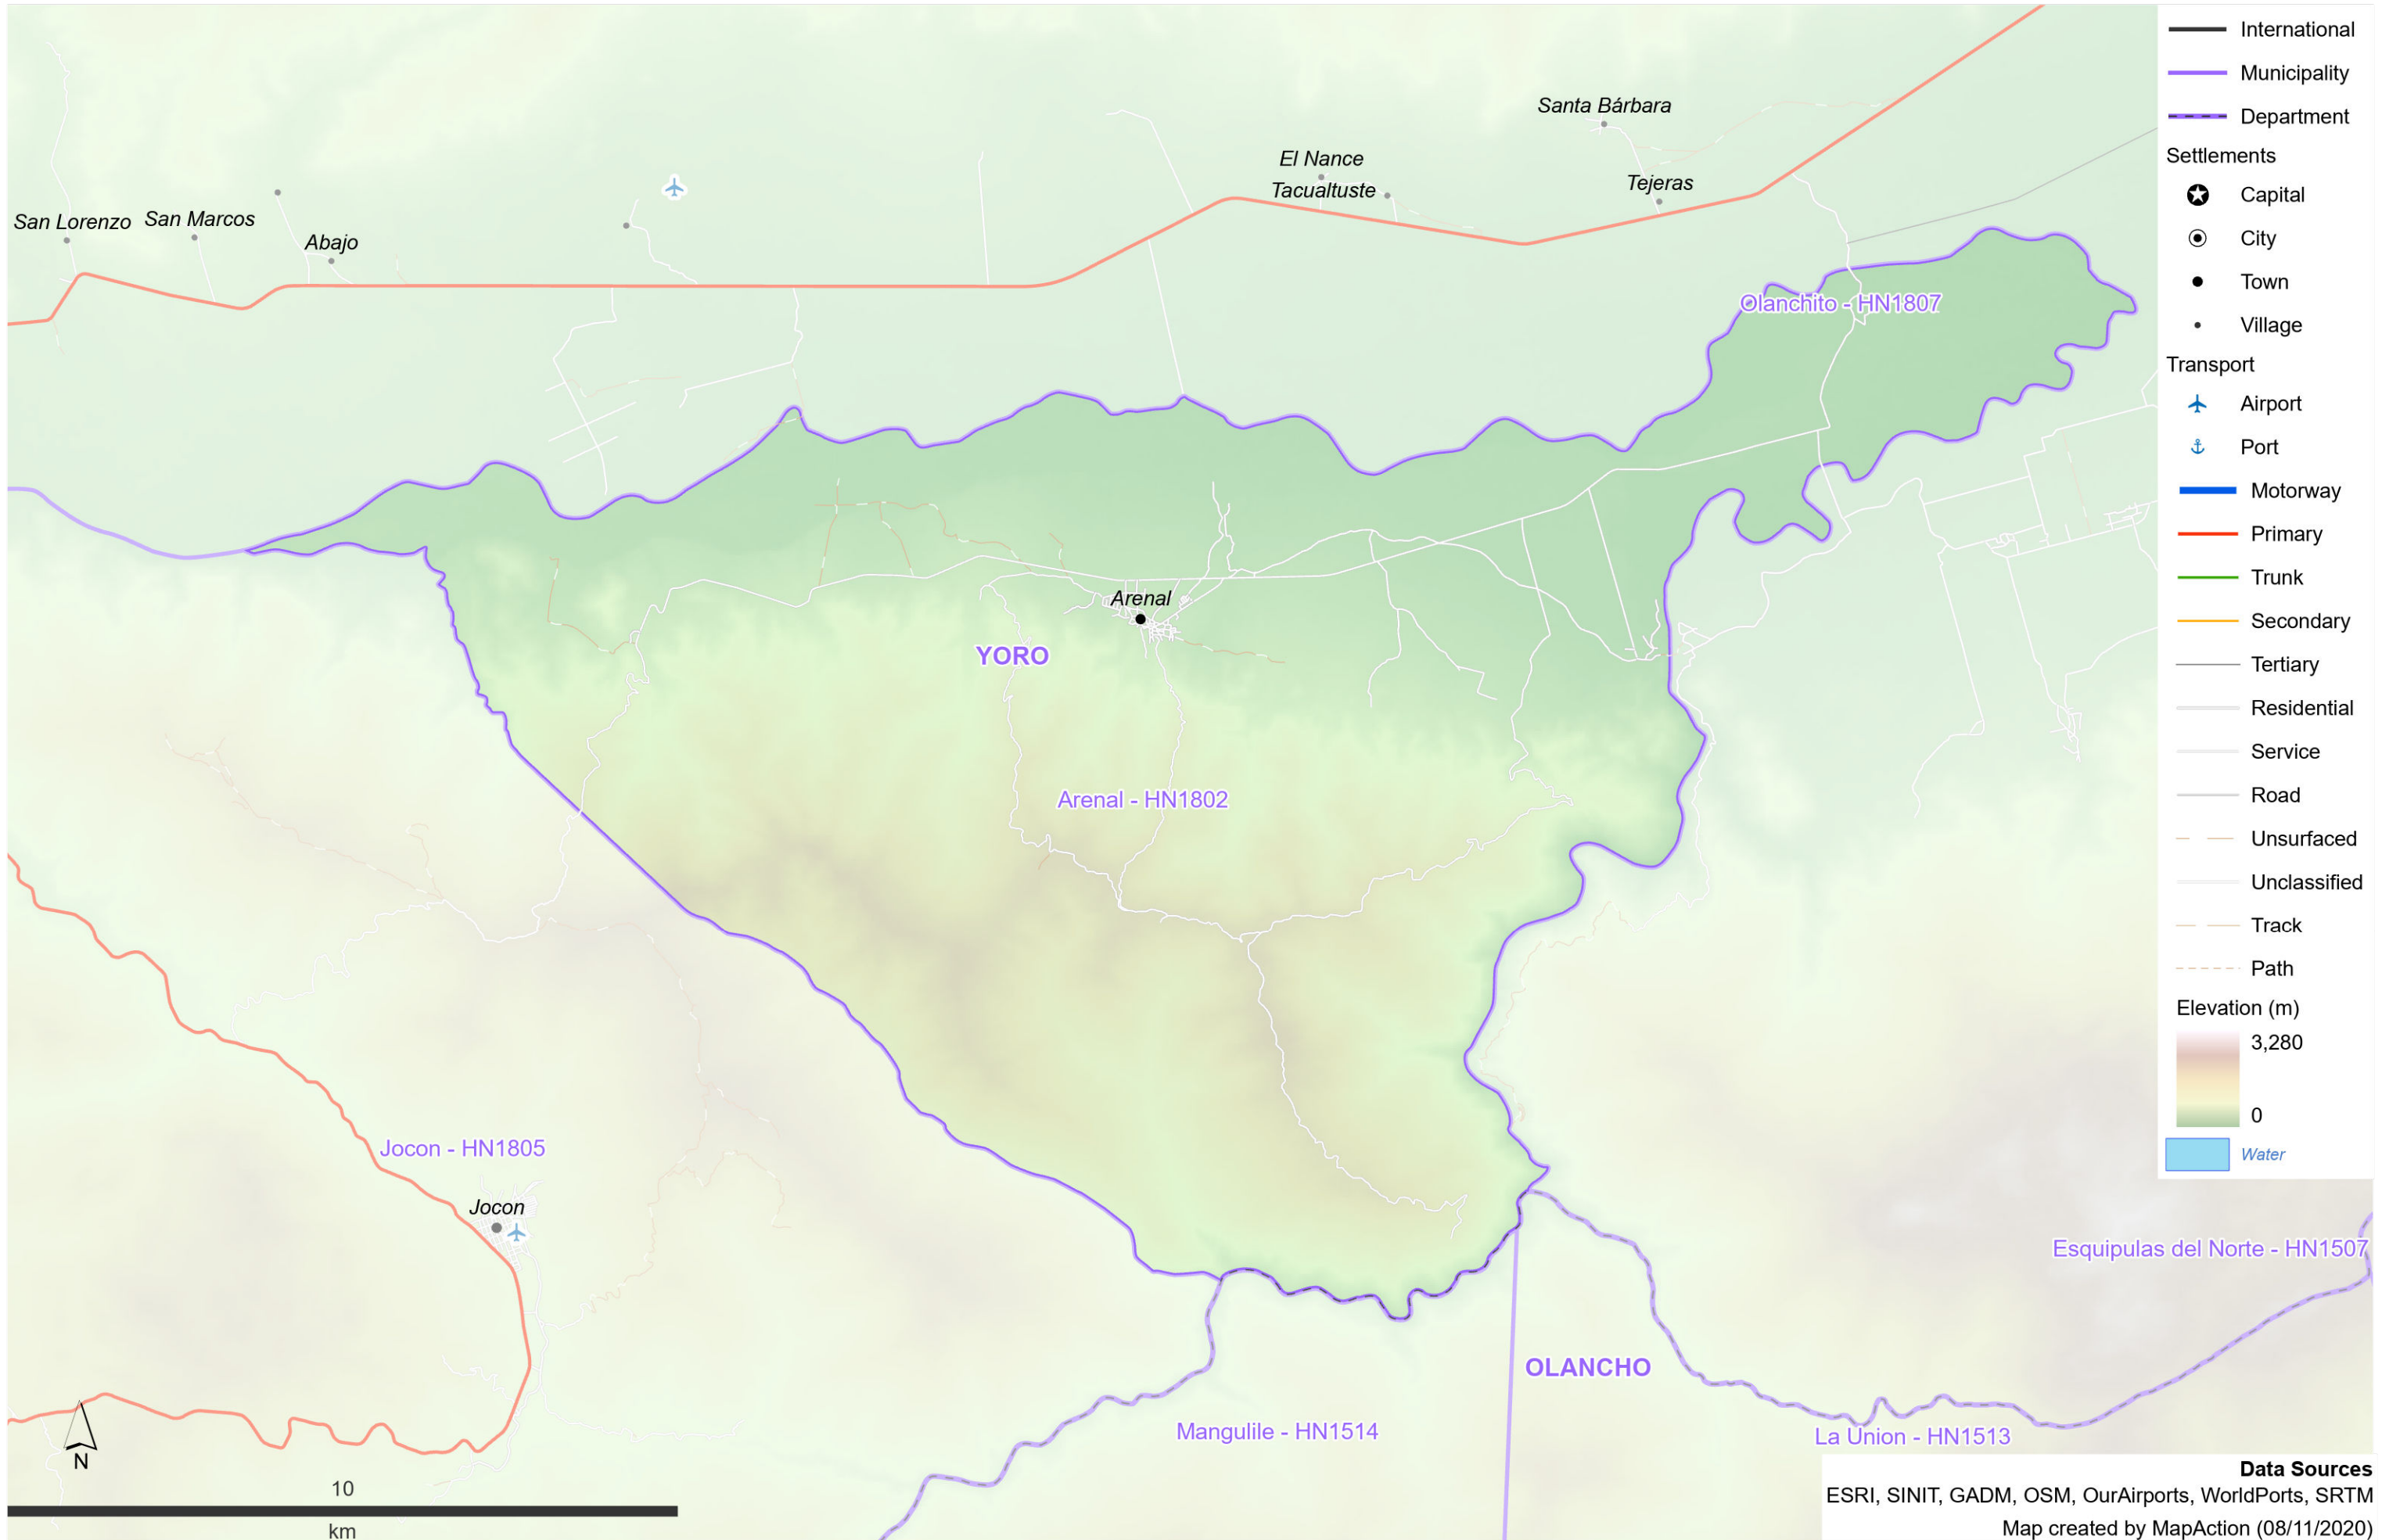 Santa Bárbara
El Nance
Tacualtuste
Tejeras
San Lorenzo
San Marcos
Abajo
Olanchito - HN1807
Arenal
YORO
Arenal - HN1802
Jocon - HN1805
Jocon
Esquipulas del Norte - HN1507
OLANCHO
Mangulile - HN1514
La Union - HN1513
N
10
km
International
Municipality
Department
Settlements
Capital
City
Town
Village
Transport
Airport
Port
Motorway
Primary
Trunk
Secondary
Tertiary
Residential
Service
Road
Unsurfaced
Unclassified
Track
Path
Elevation (m)
3,280
0
Water
Data Sources
ESRI, SINIT, GADM, OSM, OurAirports, WorldPorts, SRTM
Map created by MapAction (08/11/2020)